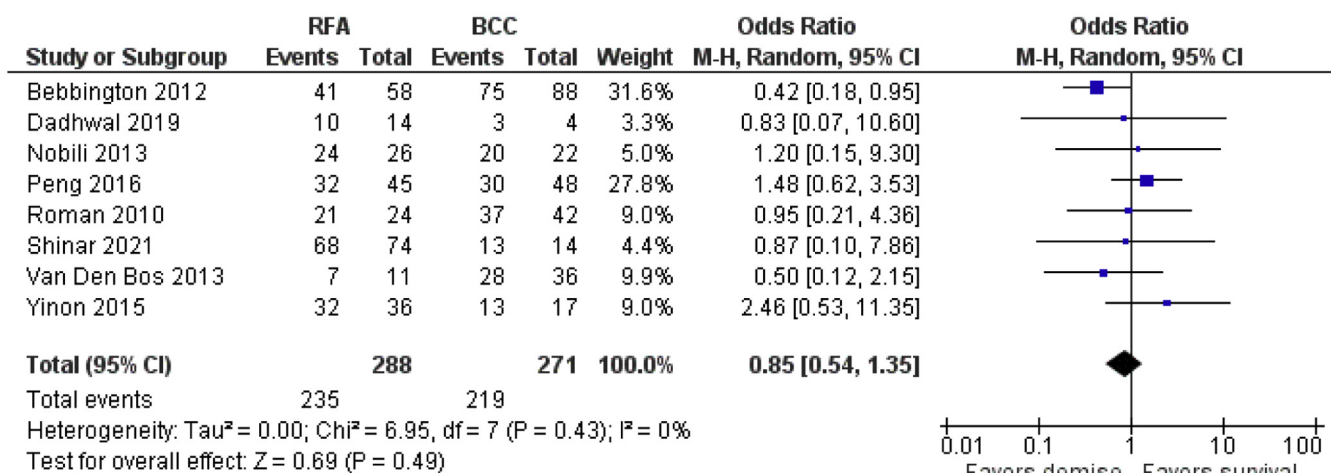 RFA BCC Odds Ratio Odds Ratio
Study or Subgroup Events Total Events Total Weight M-H, Random, 95% CI M-H, Random, 95% CI
Bebbington 2012 41 58 75 88 31.6% 0.42 [0.18, 0.95]
Dadhwal 2019 10 14 3 4 3.3% 0.83 [0.07, 10.60]
Nobili 2013 24 26 20 22 5.0% 1.20 [0.15, 9.30]
Peng 2016 32 45 30 48 27.8% 1.48 [0.62, 3.53]
Roman 2010 21 24 37 42 9.0% 0.95 [0.21, 4.36]
Shinar 2021 68 74 13 14 4.4% 0.87 [0.10, 7.86]
Van Den Bos 2013 7 11 28 36 9.9% 0.50 [0.12, 2.15]
Yinon 2015 32 36 13 17 9.0% 2.46 [0.53, 11.35]
Total (95% CI) 288 271 100.0% 0.85 [0.54, 1.35]
Total events 235 219
Heterogeneity: Tau² = 0.00; Chi² = 6.95, df = 7 (P = 0.43); I² = 0%
Test for overall effect: Z = 0.69 (P = 0.49)
0.01 0.1 1 10 100
Favors demise Favors survival